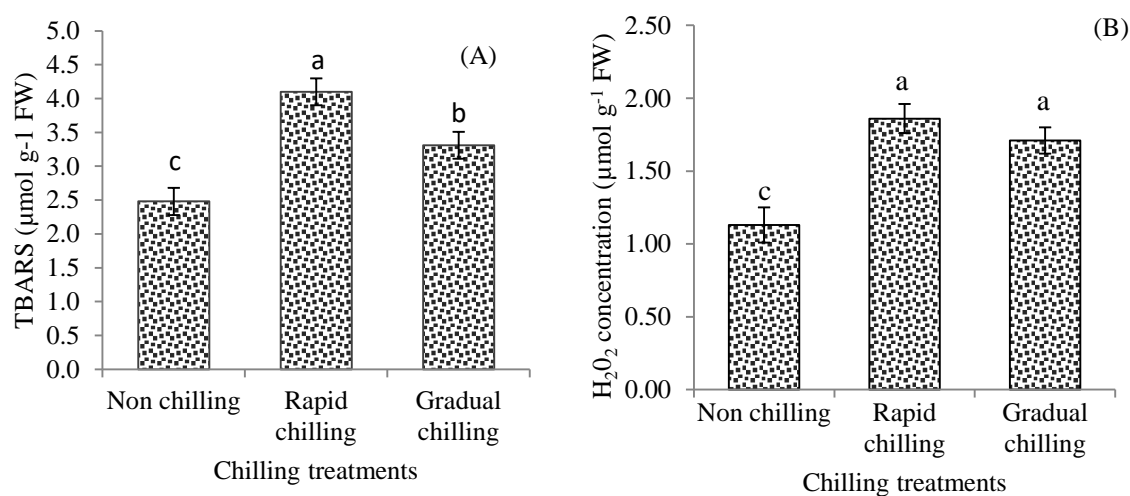 (A)
TBARS (µmol g-1 FW)
5.0
4.5
4.0
3.5
3.0
2.5
2.0
1.5
1.0
0.5
0.0
c
a
b
Non chilling
Rapid
chilling
Gradual
chilling
Chilling treatments
(B)
H₂0₂ concentration (µmol g⁻¹ FW)
2.50
2.00
1.50
1.00
0.50
0.00
c
a
a
Non chilling
Rapid
chilling
Gradual
chilling
Chilling treatments